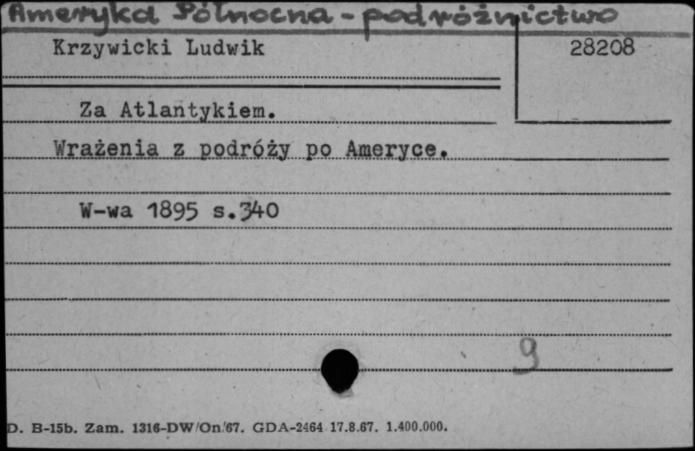 Ameryka Północna - podróżnictwo
Krzywicki Ludwik 28208
Za Atlantykiem.
Wrażenia z podróży po Ameryce.
W-wa 1895 s.340
9
D. B-15b. Zam. 1316-DW/On/67. GDA-2464 17.8.67. 1.400.000.